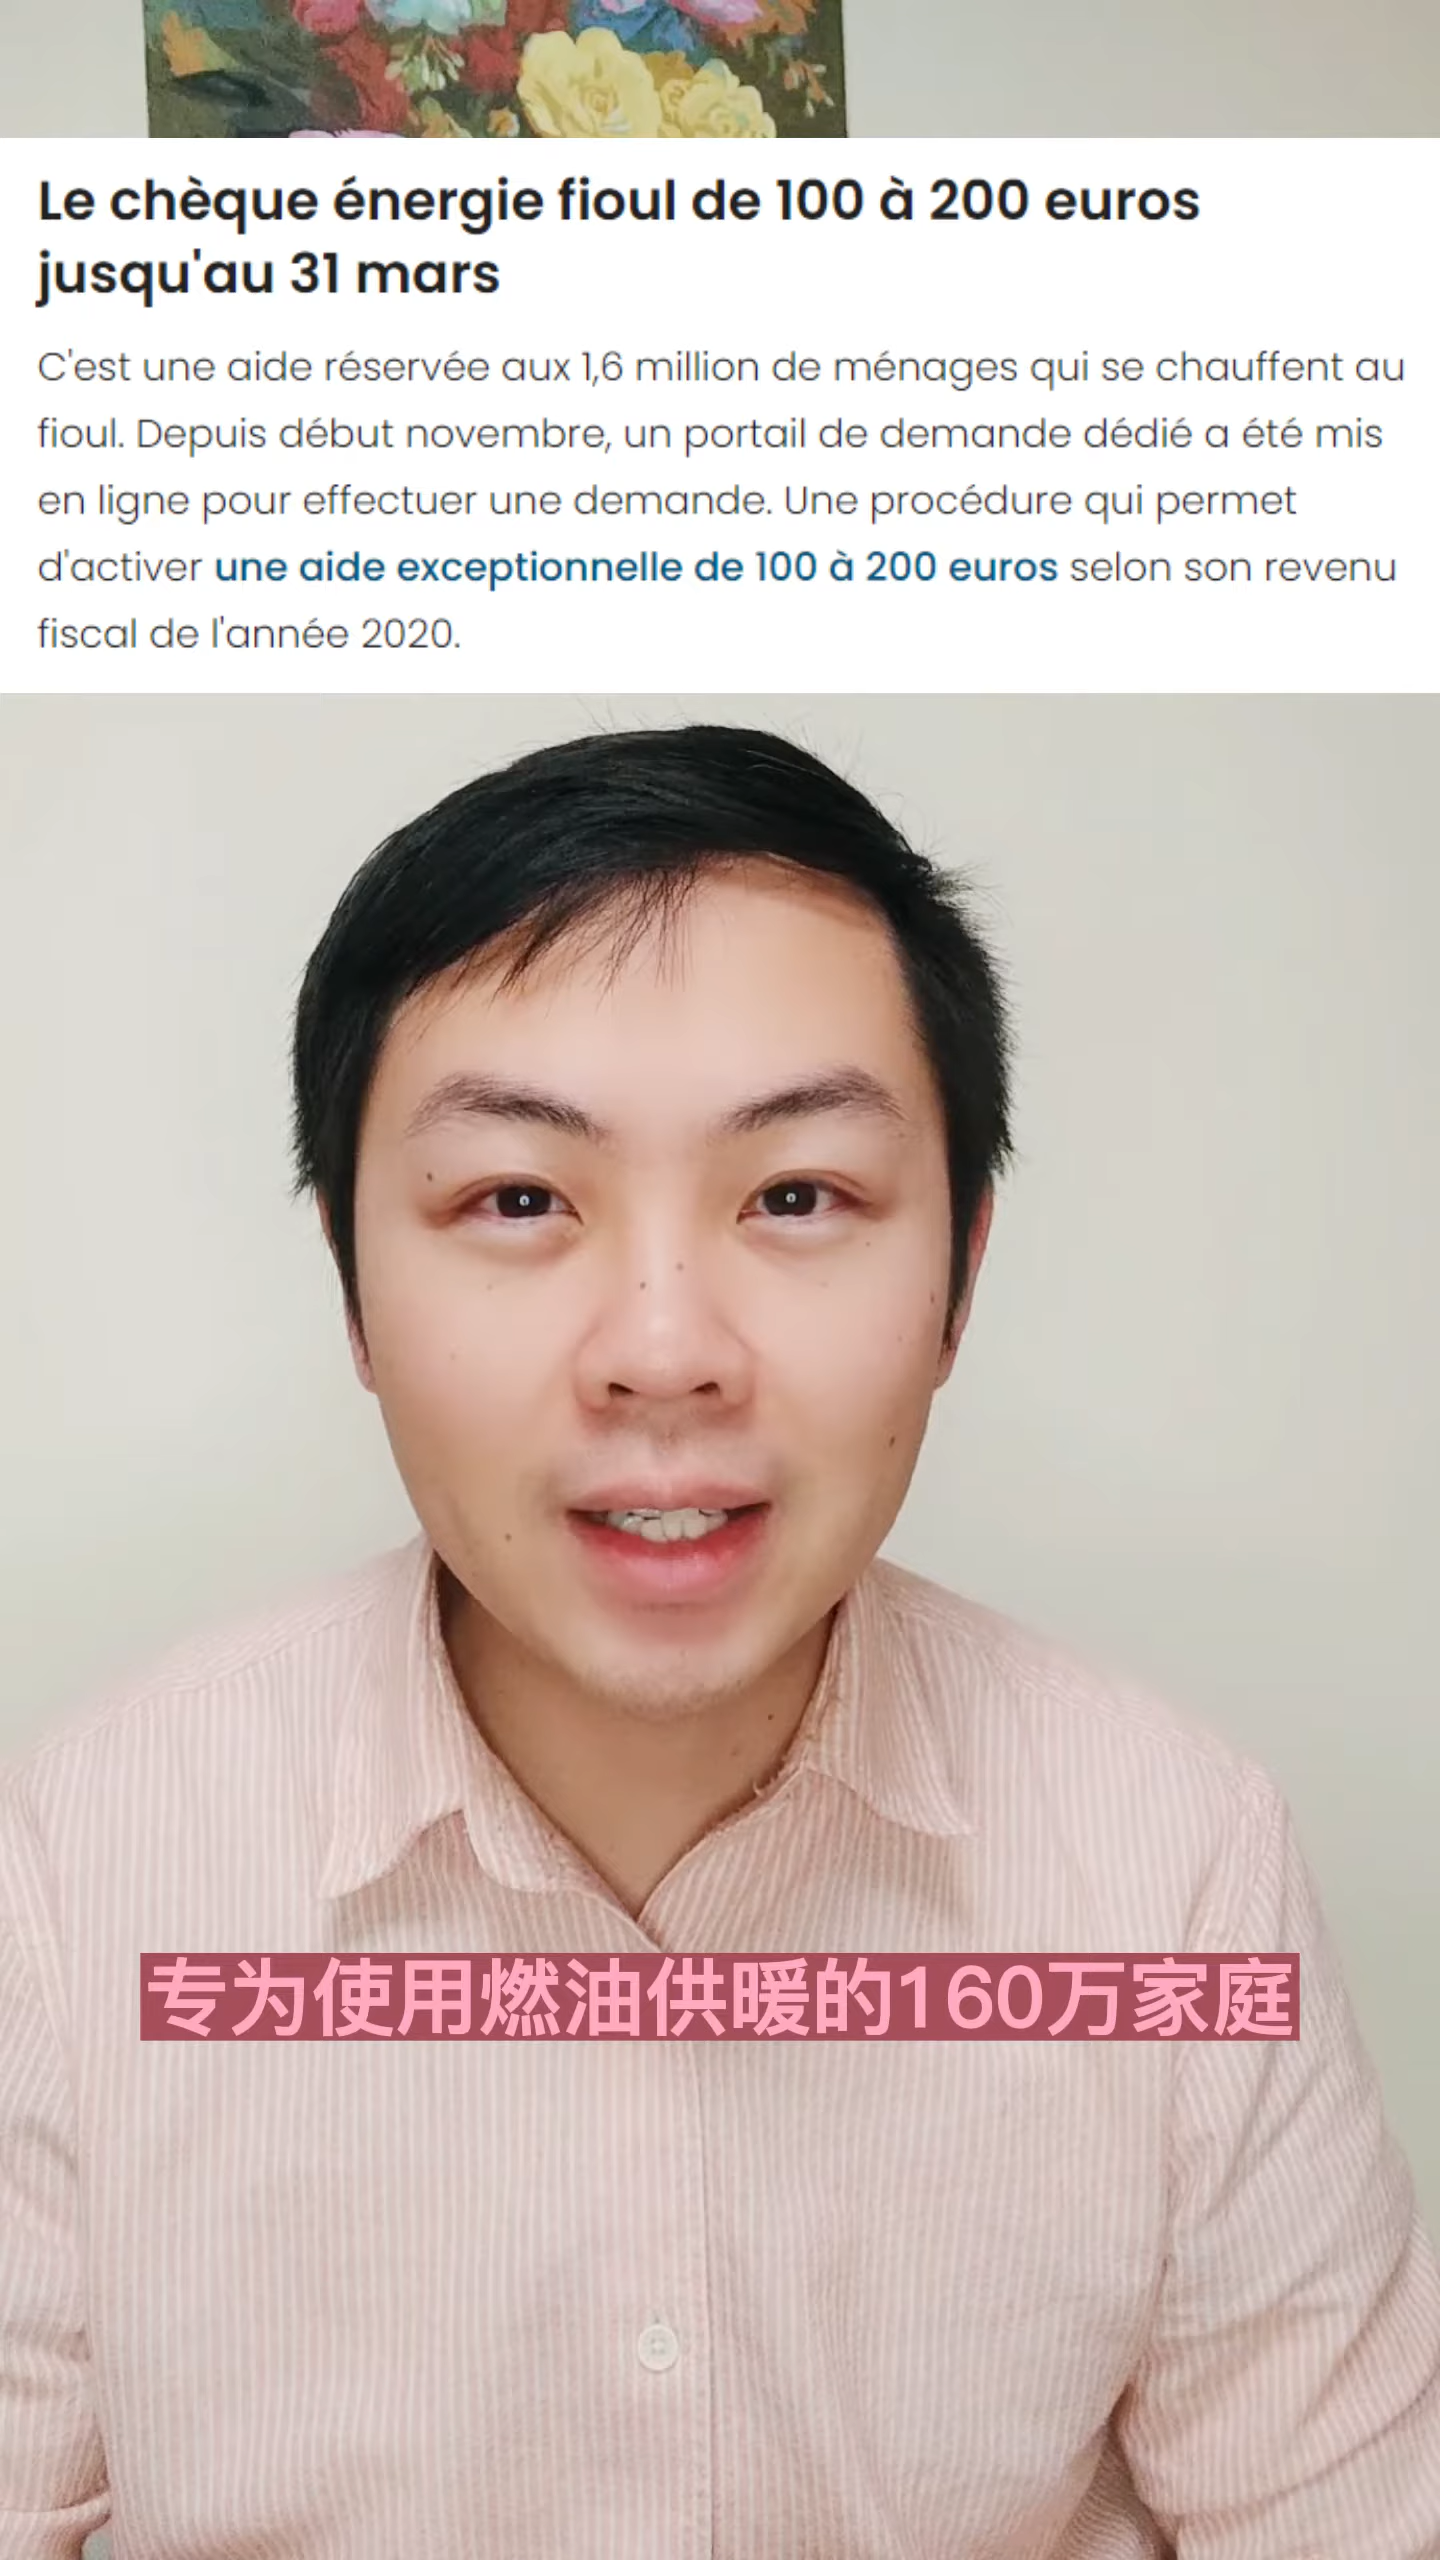 Le chèque énergie fioul de 100 à 200 euros
jusqu'au 31 mars
C'est une aide réservée aux 1,6 million de ménages qui se chauffent au
fioul. Depuis début novembre, un portail de demande dédié a été mis
en ligne pour effectuer une demande. Une procédure qui permet
d'activer une aide exceptionnelle de 100 à 200 euros selon son revenu
fiscal de l'année 2020.
专为使用燃油供暖的160万家庭